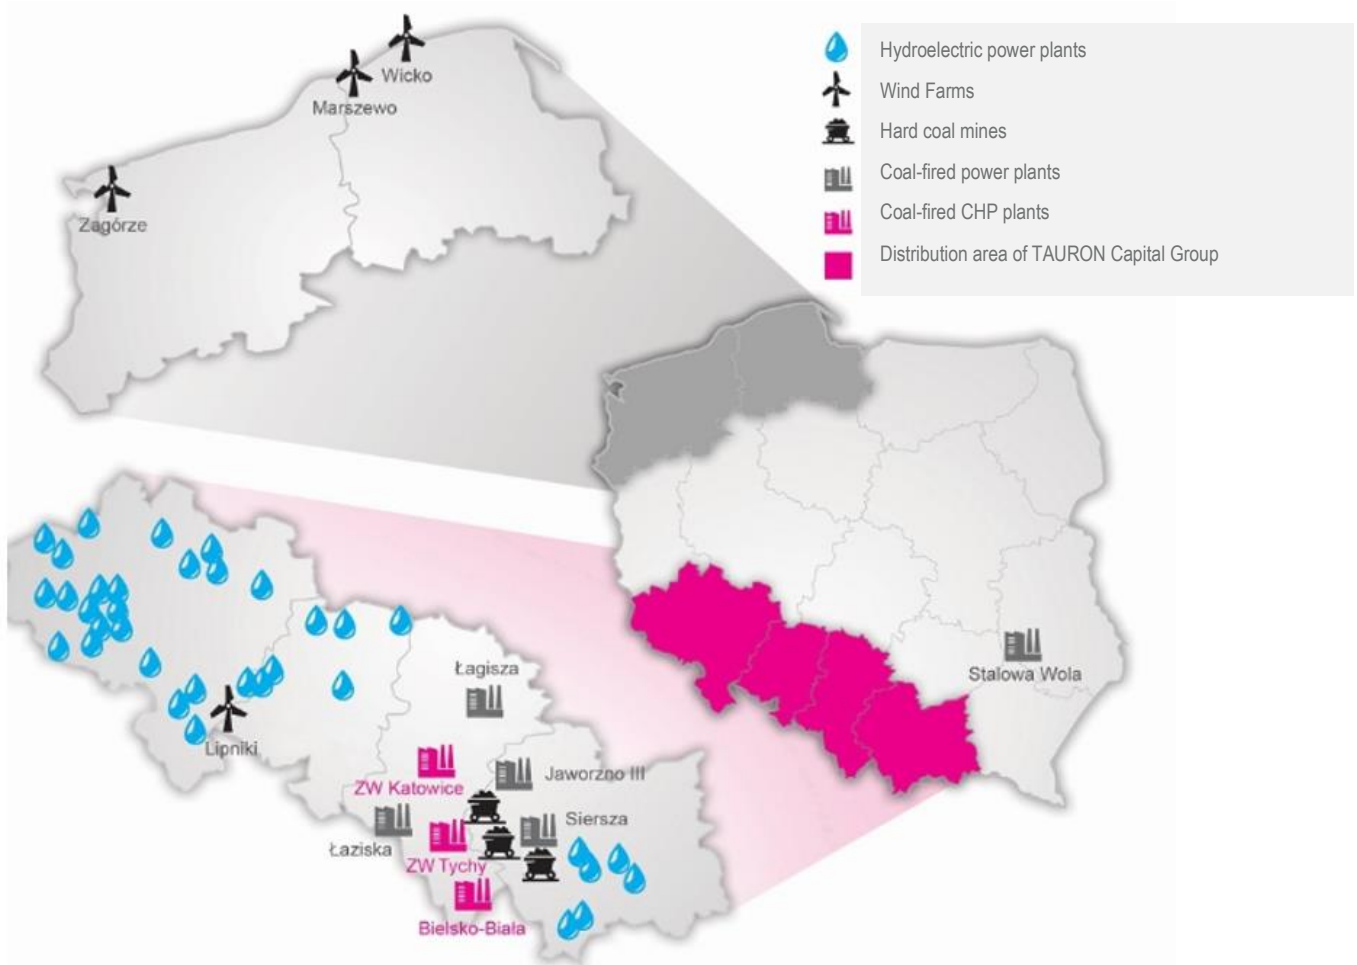 Hydroelectric power plants
Wind Farms
Hard coal mines
Coal-fired power plants
Coal-fired CHP plants
Distribution area of TAURON Capital Group
Wicko
Marszewo
Zagórze
Stalowa Wola
Łagisza
Lipniki
Jaworzno III
ZW Katowice
Siersza
Łaziska
ZW Tychy
Bielsko-Biała